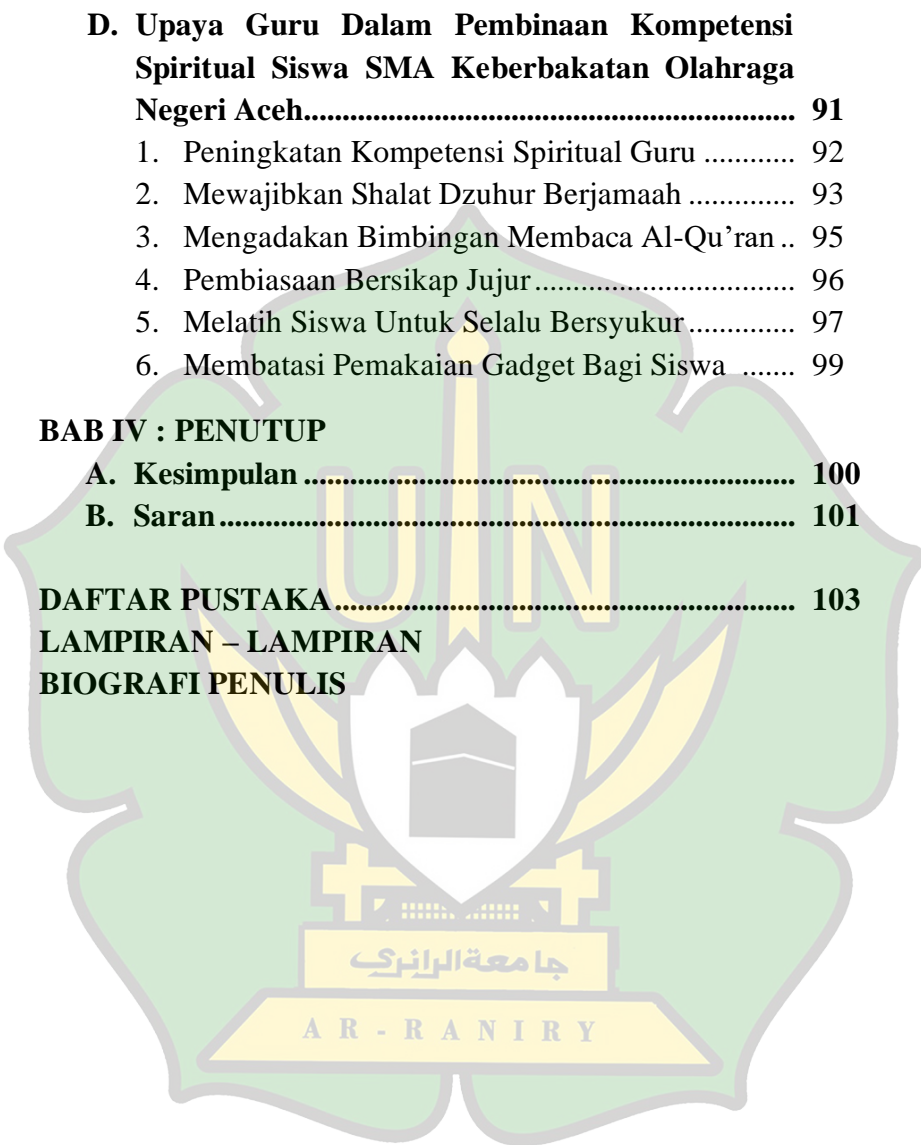 D. Upaya Guru Dalam Pembinaan Kompetensi
Spiritual Siswa SMA Keberbakatan Olahraga
Negeri Aceh................................................................ 91
1. Peningkatan Kompetensi Spiritual Guru ............ 92
2. Mewajibkan Shalat Dzuhur Berjamaah .............. 93
3. Mengadakan Bimbingan Membaca Al-Qu’ran .. 95
4. Pembiasaan Bersikap Jujur .................................. 96
5. Melatih Siswa Untuk Selalu Bersyukur .............. 97
6. Membatasi Pemakaian Gadget Bagi Siswa ....... 99
BAB IV : PENUTUP
A. Kesimpulan ................................................................ 100
B. Saran ........................................................................... 101
DAFTAR PUSTAKA ............................................................ 103
LAMPIRAN – LAMPIRAN
BIOGRAFI PENULIS
UIN
جامعةالرانري
AR-RANIRY